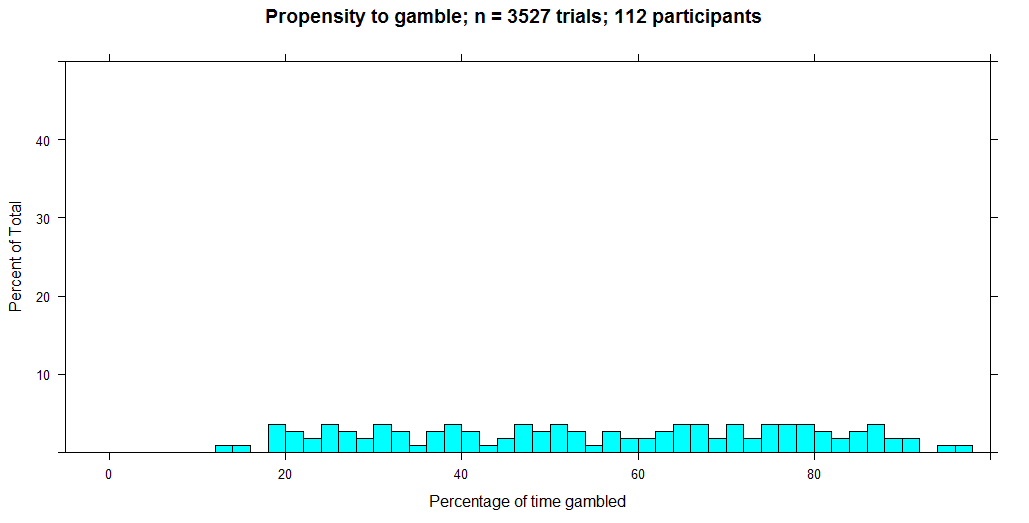 Propensity to gamble; n = 3527 trials; 112 participants
Percent of Total
40
30
20
10
0 20 40 60 80
Percentage of time gambled